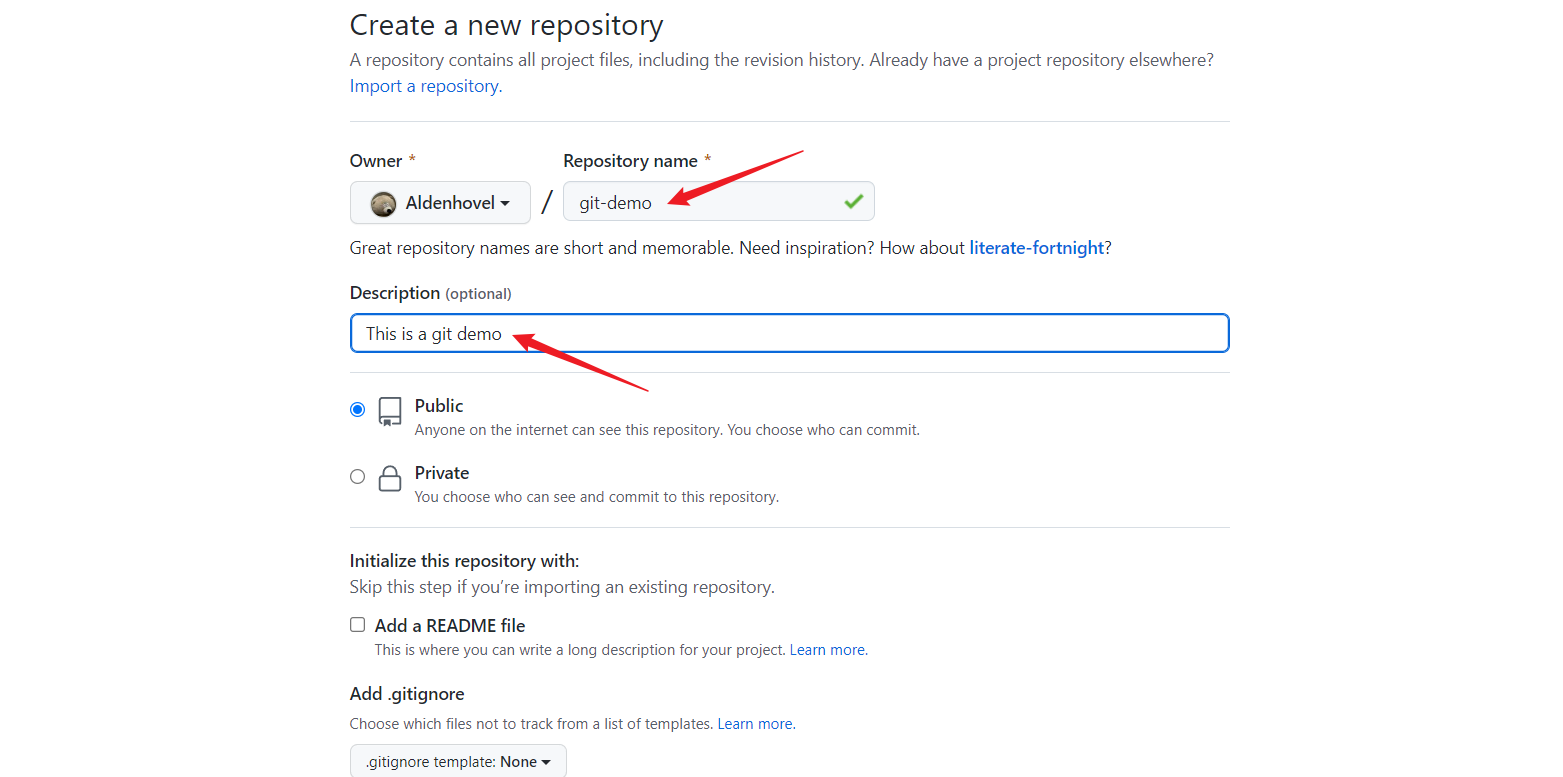 Create a new repository
A repository contains all project files, including the revision history. Already have a project repository elsewhere?
Import a repository.
Owner *
Repository name *
Aldenhovel
/
git-demo
Great repository names are short and memorable. Need inspiration? How about literate-fortnight?
Description (optional)
This is a git demo
Public
Anyone on the internet can see this repository. You choose who can commit.
Private
You choose who can see and commit to this repository.
Initialize this repository with:
Skip this step if you’re importing an existing repository.
Add a README file
This is where you can write a long description for your project. Learn more.
Add .gitignore
Choose which files not to track from a list of templates. Learn more.
.gitignore template: None